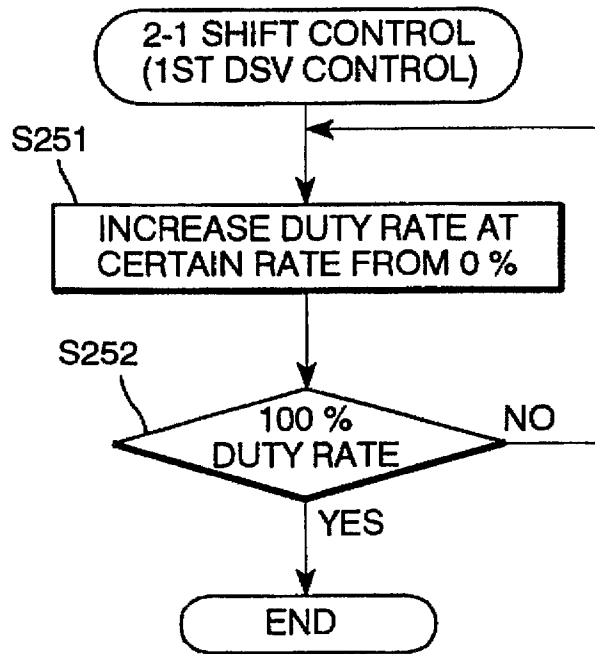 2-1 SHIFT CONTROL
(1ST DSV CONTROL)
S251
INCREASE DUTY RATE AT
CERTAIN RATE FROM 0 %
S252
100 %
DUTY RATE
NO
YES
END